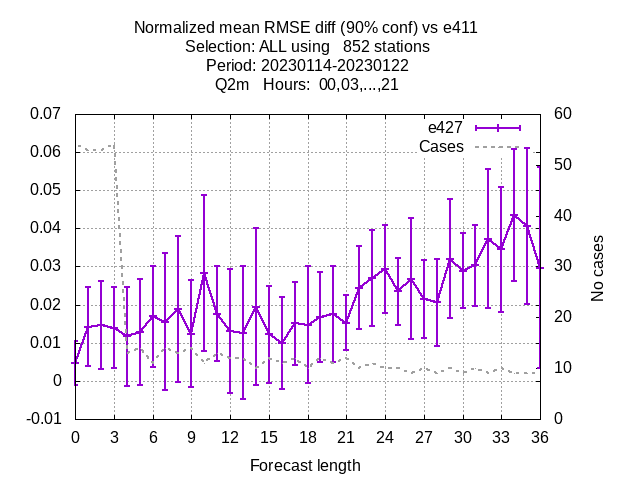 Normalized mean RMSE diff (90% conf) vs e411
Selection: ALL using   852 stations
Period: 20230114-20230122
Q2m   Hours:  00,03,...,21
0.07
0.06
0.05
0.04
0.03
0.02
0.01
0
-0.01
e427
Cases
60
50
40
30
20
10
0
No cases
0 3 6 9 12 15 18 21 24 27 30 33 36
Forecast length